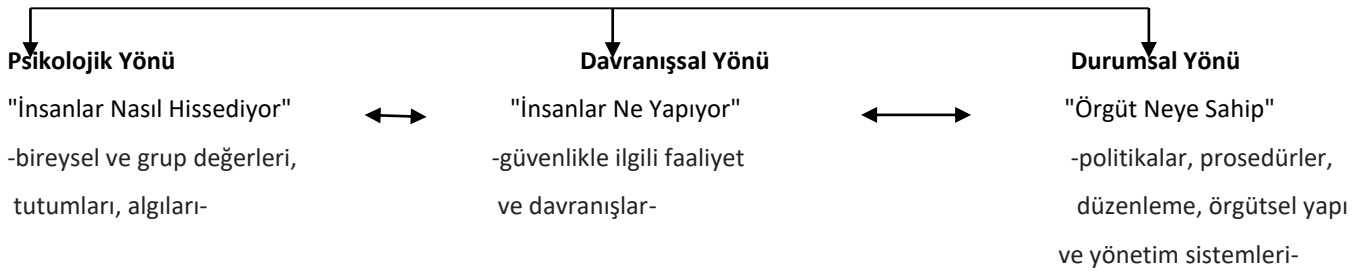 Psikolojik Yönü
"İnsanlar Nasıl Hissediyor"
-bireysel ve grup değerleri,
tutumları, algıları-
Davranışsal Yönü
"İnsanlar Ne Yapıyor"
-güvenlikle ilgili faaliyet
ve davranışlar-
Durumsal Yönü
"Örgüt Neye Sahip"
-politikalar, prosedürler,
düzenleme, örgütsel yapı
ve yönetim sistemleri-